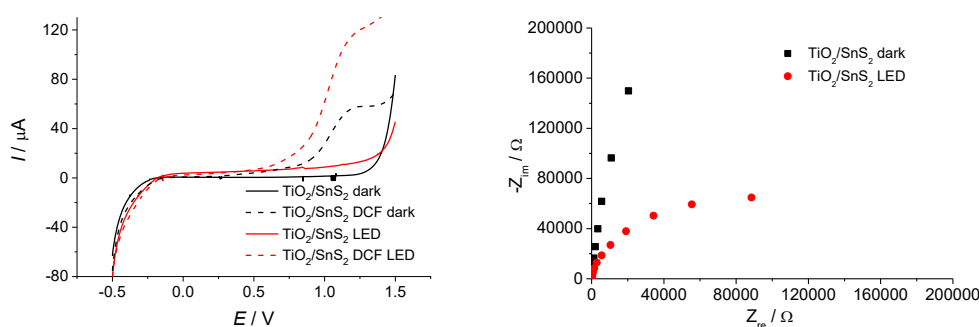 120
80
40
0
-40
-80
-0.5
0.0
0.5
1.0
1.5
I / μA
E / V
TiO₂/SnS₂ dark
TiO₂/SnS₂ DCF dark
TiO₂/SnS₂ LED
TiO₂/SnS₂ DCF LED
200000
160000
120000
80000
40000
0
0
40000
80000
120000
160000
200000
-Z_im / Ω
Z_re / Ω
TiO₂/SnS₂ dark
TiO₂/SnS₂ LED